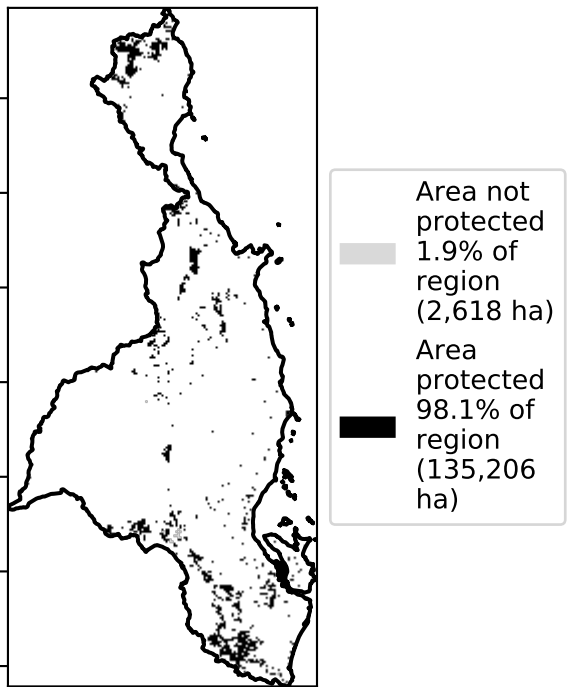 Area not
protected
1.9% of
region
(2,618 ha)
Area
protected
98.1% of
region
(135,206
ha)